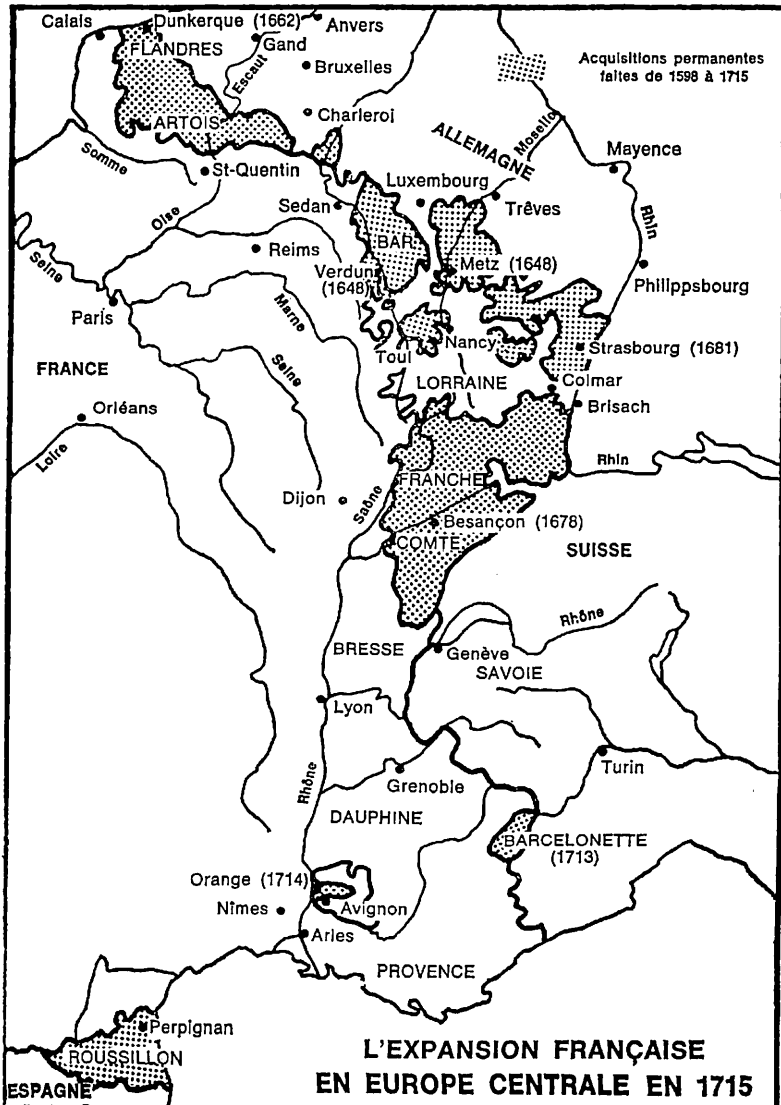 Calais
Dunkerque (1662)
Anvers
FLANDRES
Gand
Escaut
Bruxelles
Acquisitions permanentes
faites de 1598 à 1715
ARTOIS
Charleroi
ALLEMAGNE
Moselle
Mayence
Somme
St-Quentin
Luxembourg
Trêves
Sedan
Oise
BAR
Rhin
Reims
Seine
Verdun
(1648)
Metz (1648)
Philippsbourg
Paris
Marne
Nancy
Toul
Strasbourg (1681)
FRANCE
Seine
LORRAINE
Colmar
Brisach
Orléans
Loire
Rhin
Dijon
Saône
FRANCHE
Besançon (1678)
COMTE
SUISSE
Rhône
BRESSE
Genève
SAVOIE
Lyon
Turin
Rhône
Grenoble
DAUPHINE
BARCELONETTE
(1713)
Orange (1714)
Nîmes
Avignon
Arles
PROVENCE
Perpignan
ROUSSILLON
ESPAGNE
L'EXPANSION FRANÇAISE
EN EUROPE CENTRALE EN 1715